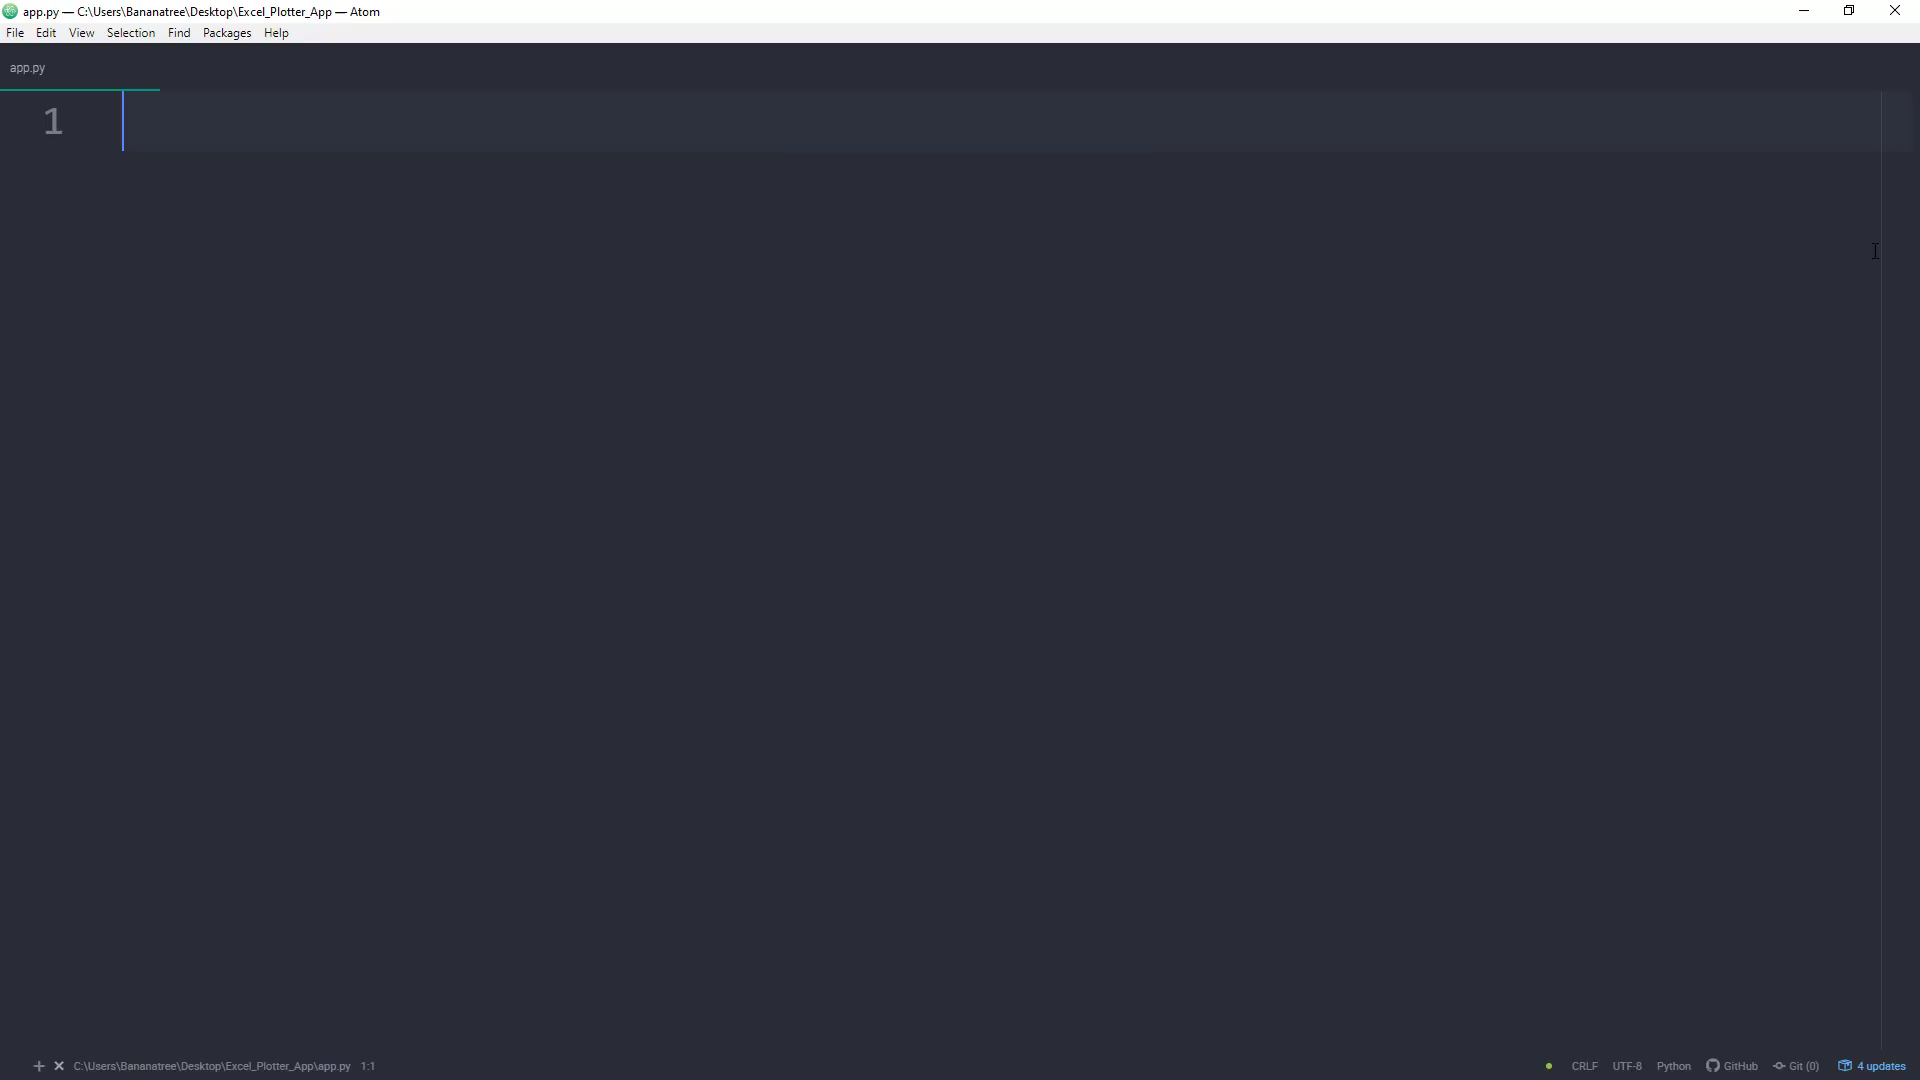 app.py — C:\Users\Bananatree\Desktop\Excel_Plotter_App — Atom
File Edit View Selection Find Packages Help
app.py
1
C:\Users\Bananatree\Desktop\Excel_Plotter_App\app.py 1:1 CRLF UTF-8 Python GitHub Git (0) 4 updates